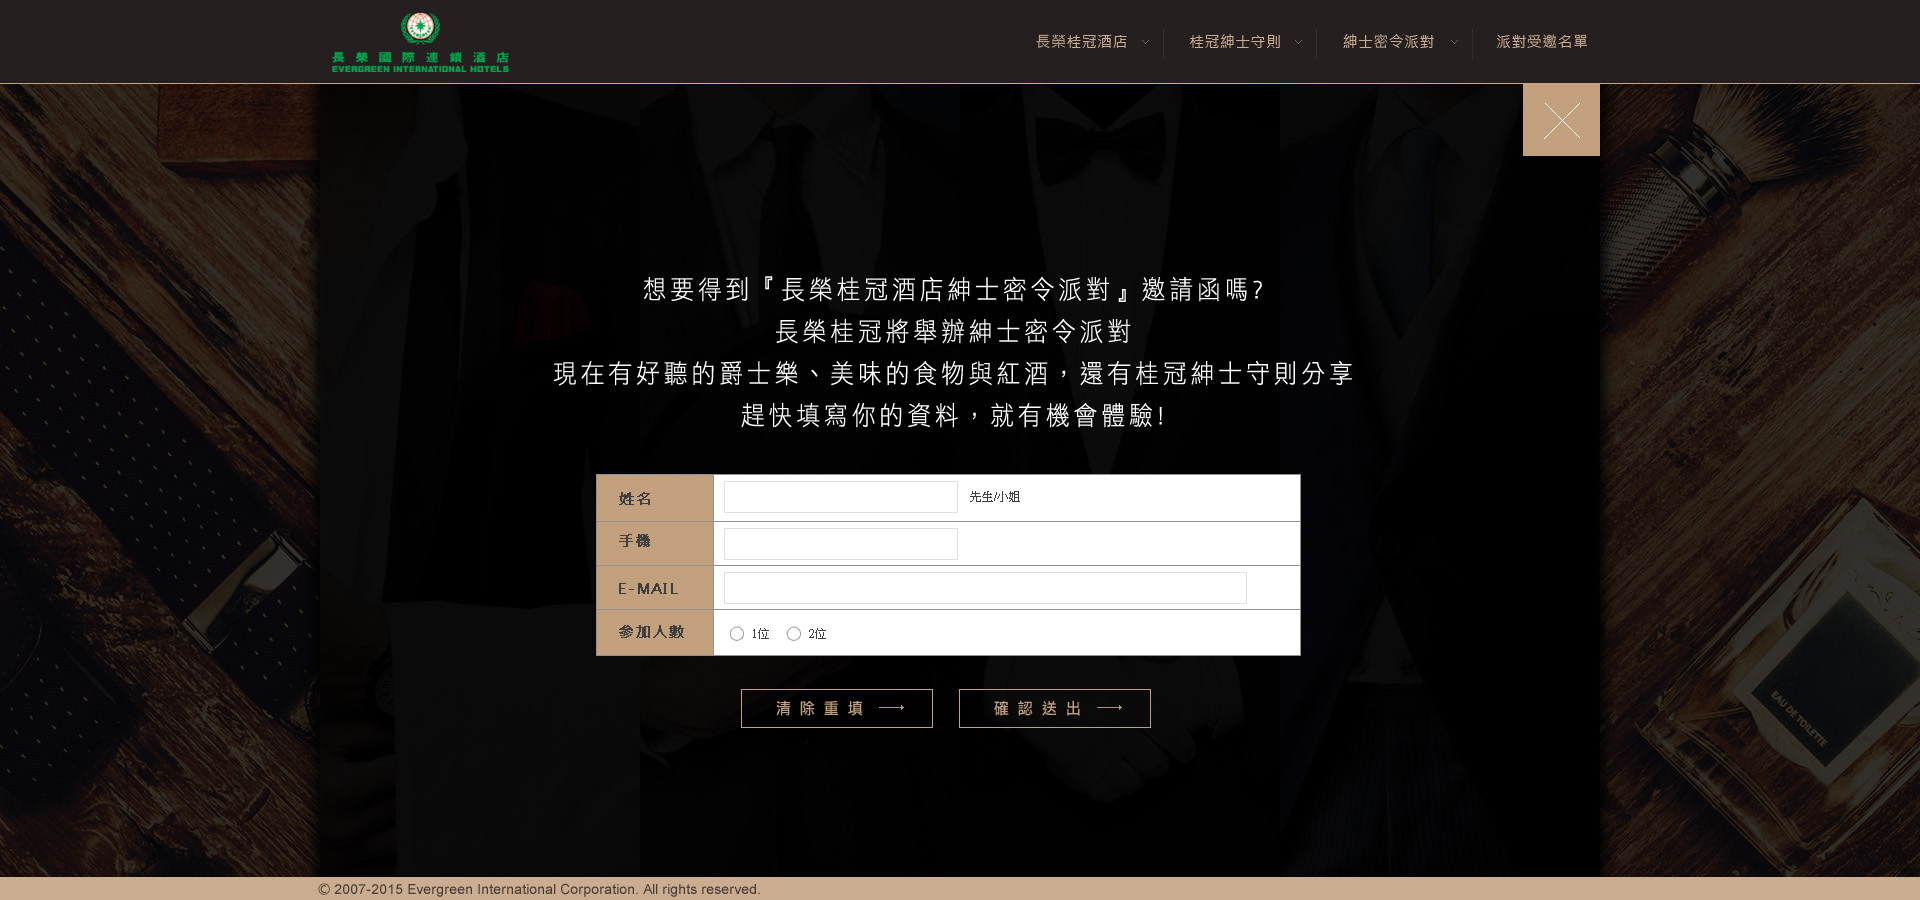 長榮國際連鎖酒店
EVERGREEN INTERNATIONAL HOTELS
長榮桂冠酒店
桂冠紳士守則
紳士密令派對
派對受邀名單
想要得到『長榮桂冠酒店紳士密令派對』邀請函嗎?
長榮桂冠將舉辦紳士密令派對
現在有好聽的爵士樂、美味的食物與紅酒，還有桂冠紳士守則分享
趕快填寫你的資料，就有機會體驗!
姓名
先生/小姐
手機
E-MAIL
參加人數
1位
2位
清除重填
確認送出
EAU DE TOILETTE
© 2007-2015 Evergreen International Corporation. All rights reserved.